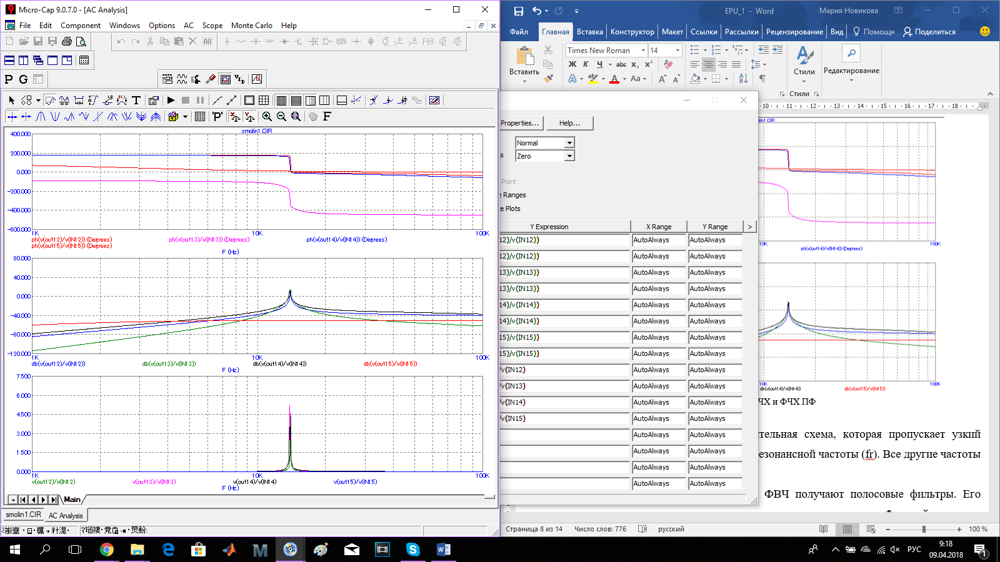 Micro-Cap 9.0.7.0 - [AC Analysis]
File Edit Component Windows Options AC Scope Monte Carlo Help
P G
T
'P' F
smolin1.CIR
400.000
200.000
0.000
-200.000
-400.000
-600.000
1K 10K 100K
ph(v(out12)/v(IN12)) (Degrees) ph(v(out13)/v(IN13)) (Degrees) ph(v(out14)/v(IN14)) (Degrees)
ph(v(out15)/v(IN15)) (Degrees)
F (Hz)
80.000
40.000
0.000
-40.000
-80.000
-120.000
1K 10K 100K
db(v(out12)/v(IN12)) db(v(out13)/v(IN13)) db(v(out14)/v(IN14)) db(v(out15)/v(IN15))
F (Hz)
7.500
6.000
4.500
3.000
1.500
0.000
1K 10K 100K
v(out12)/v(IN12) v(out13)/v(IN13) v(out14)/v(IN14) v(out15)/v(IN15)
F (Hz)
Main
smolin1.CIR AC Analysis
EPU_1 - Word Мария Новикова
Файл Главная Вставка Конструктор Макет Ссылки Рассылки Рецензирование Вид Помощн Поделиться
Вставить
Times New Roman 14
Ж К Ч abc x₂ x²
Стили
Редактирование
Стили
10 11 12 13 14 15 16 17 18
Properties... Help...
Normal
Zero
Point
e Ranges
e Plots
Y Expression X Range Y Range >
12)/v(IN12)) AutoAlways AutoAlways
12)/v(IN12)) AutoAlways AutoAlways
13)/v(IN13)) AutoAlways AutoAlways
13)/v(IN13)) AutoAlways AutoAlways
14)/v(IN14)) AutoAlways AutoAlways
14)/v(IN14)) AutoAlways AutoAlways
15)/v(IN15)) AutoAlways AutoAlways
15)/v(IN15)) AutoAlways AutoAlways
/v(IN12) AutoAlways AutoAlways
/v(IN13) AutoAlways AutoAlways
/v(IN14) AutoAlways AutoAlways
/v(IN15) AutoAlways AutoAlways
AutoAlways AutoAlways
AutoAlways AutoAlways
AutoAlways AutoAlways
AutoAlways AutoAlways
in1.CIR
100K
ph(v(out14)/v(IN14)) (Degrees)
10K 100K
db(v(out14)/v(IN14)) db(v(out15)/v(IN15))
ЧХ и ФЧХ ПФ
ительная схема, которая пропускает узкий
резонансной частоты (fr). Все другие частоты
ФВЧ получают полосовые фильтры. Его
Страница 8 из 14 Число слов: 776 русский 100 %
РУС
9:18
09.04.2018
1